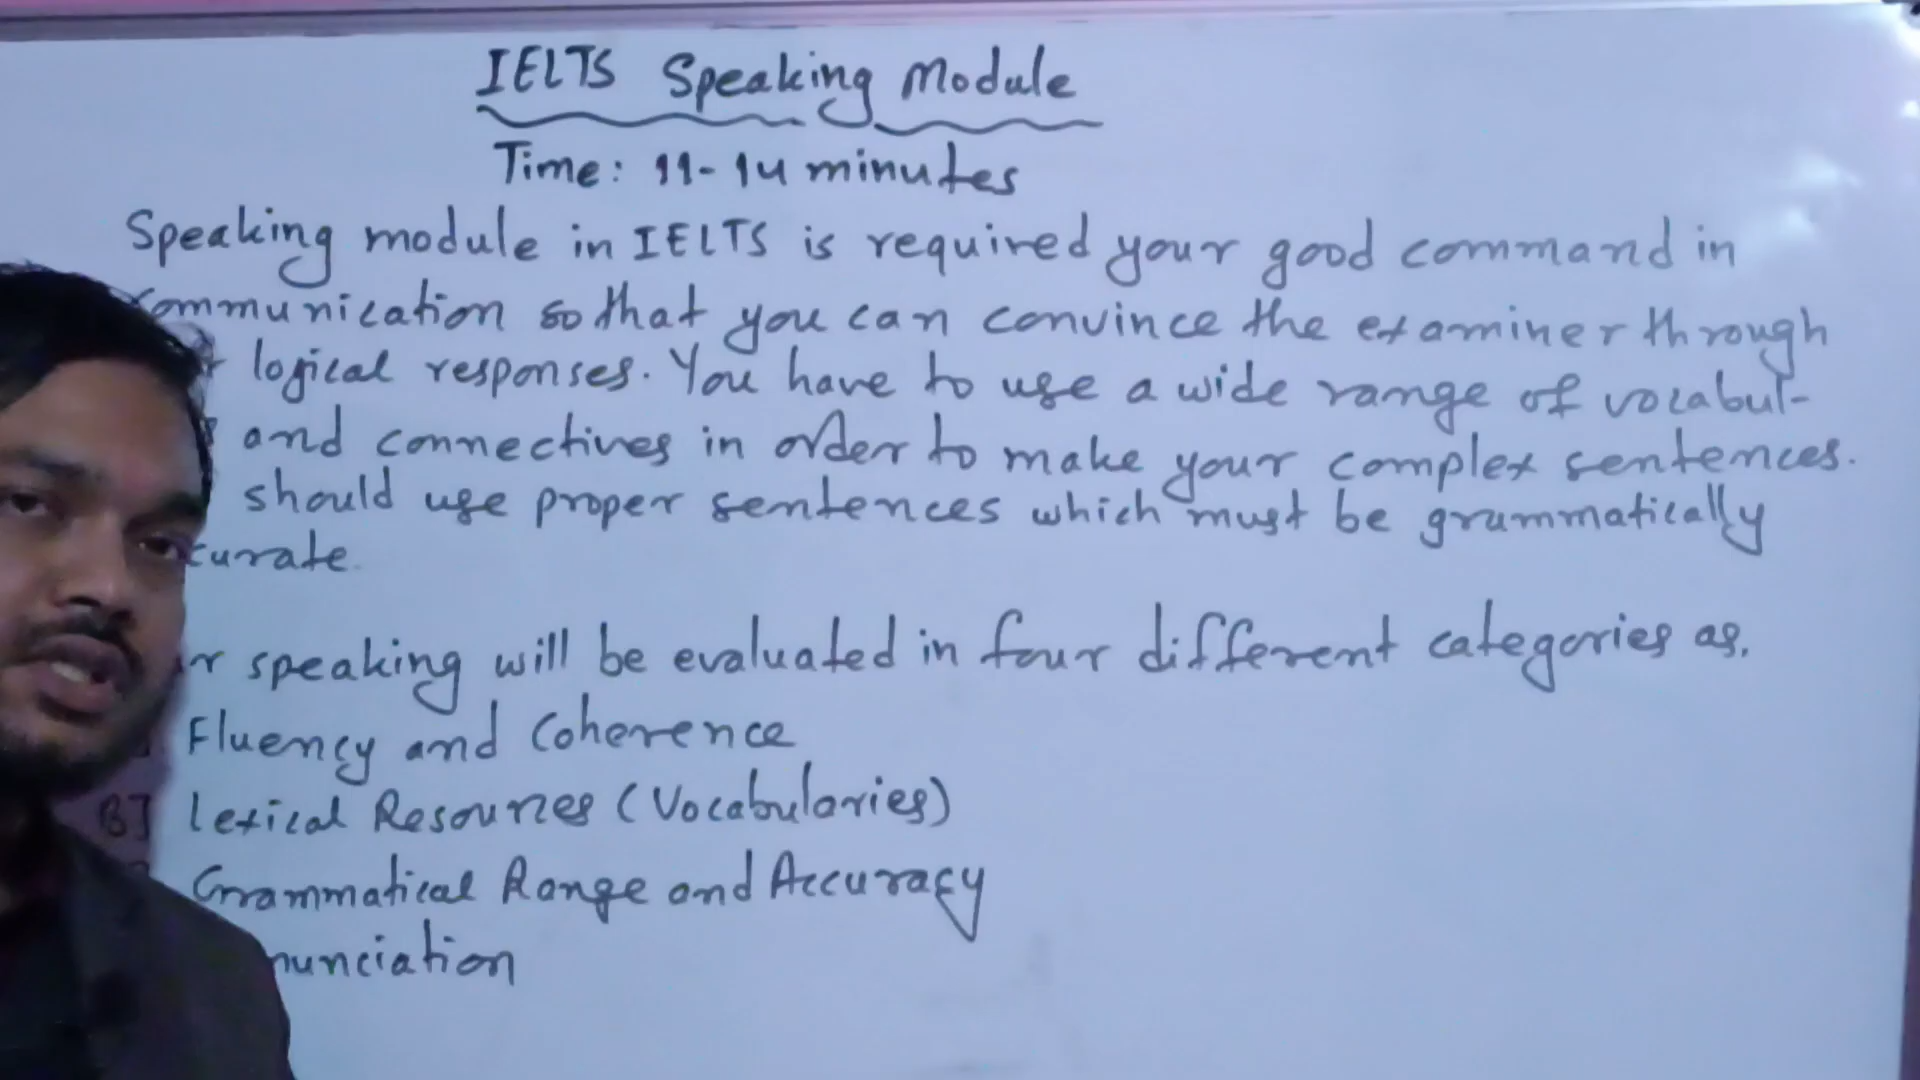 IELTS Speaking Module
Time: 11-14 minutes
Speaking module in IELTS is required your good command in
communication so that you can convince the examiner through
logical responses. You have to use a wide range of vocabul-
and connectives in order to make your complex sentences.
should use proper sentences which must be grammatically
curate.
r speaking will be evaluated in four different categories as,
Fluency and Coherence
B] Lexical Resources (Vocabularies)
Grammatical Range and Accuracy
nunciation